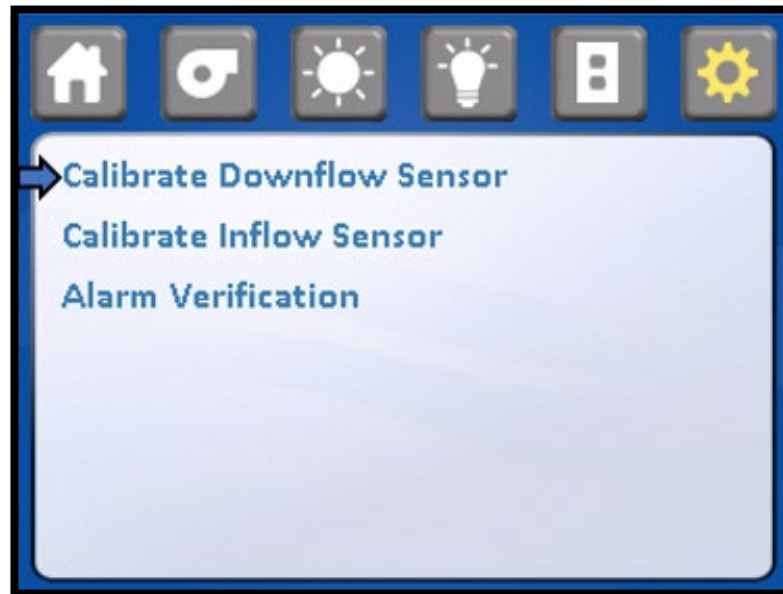 Calibrate Downflow Sensor
Calibrate Inflow Sensor
Alarm Verification